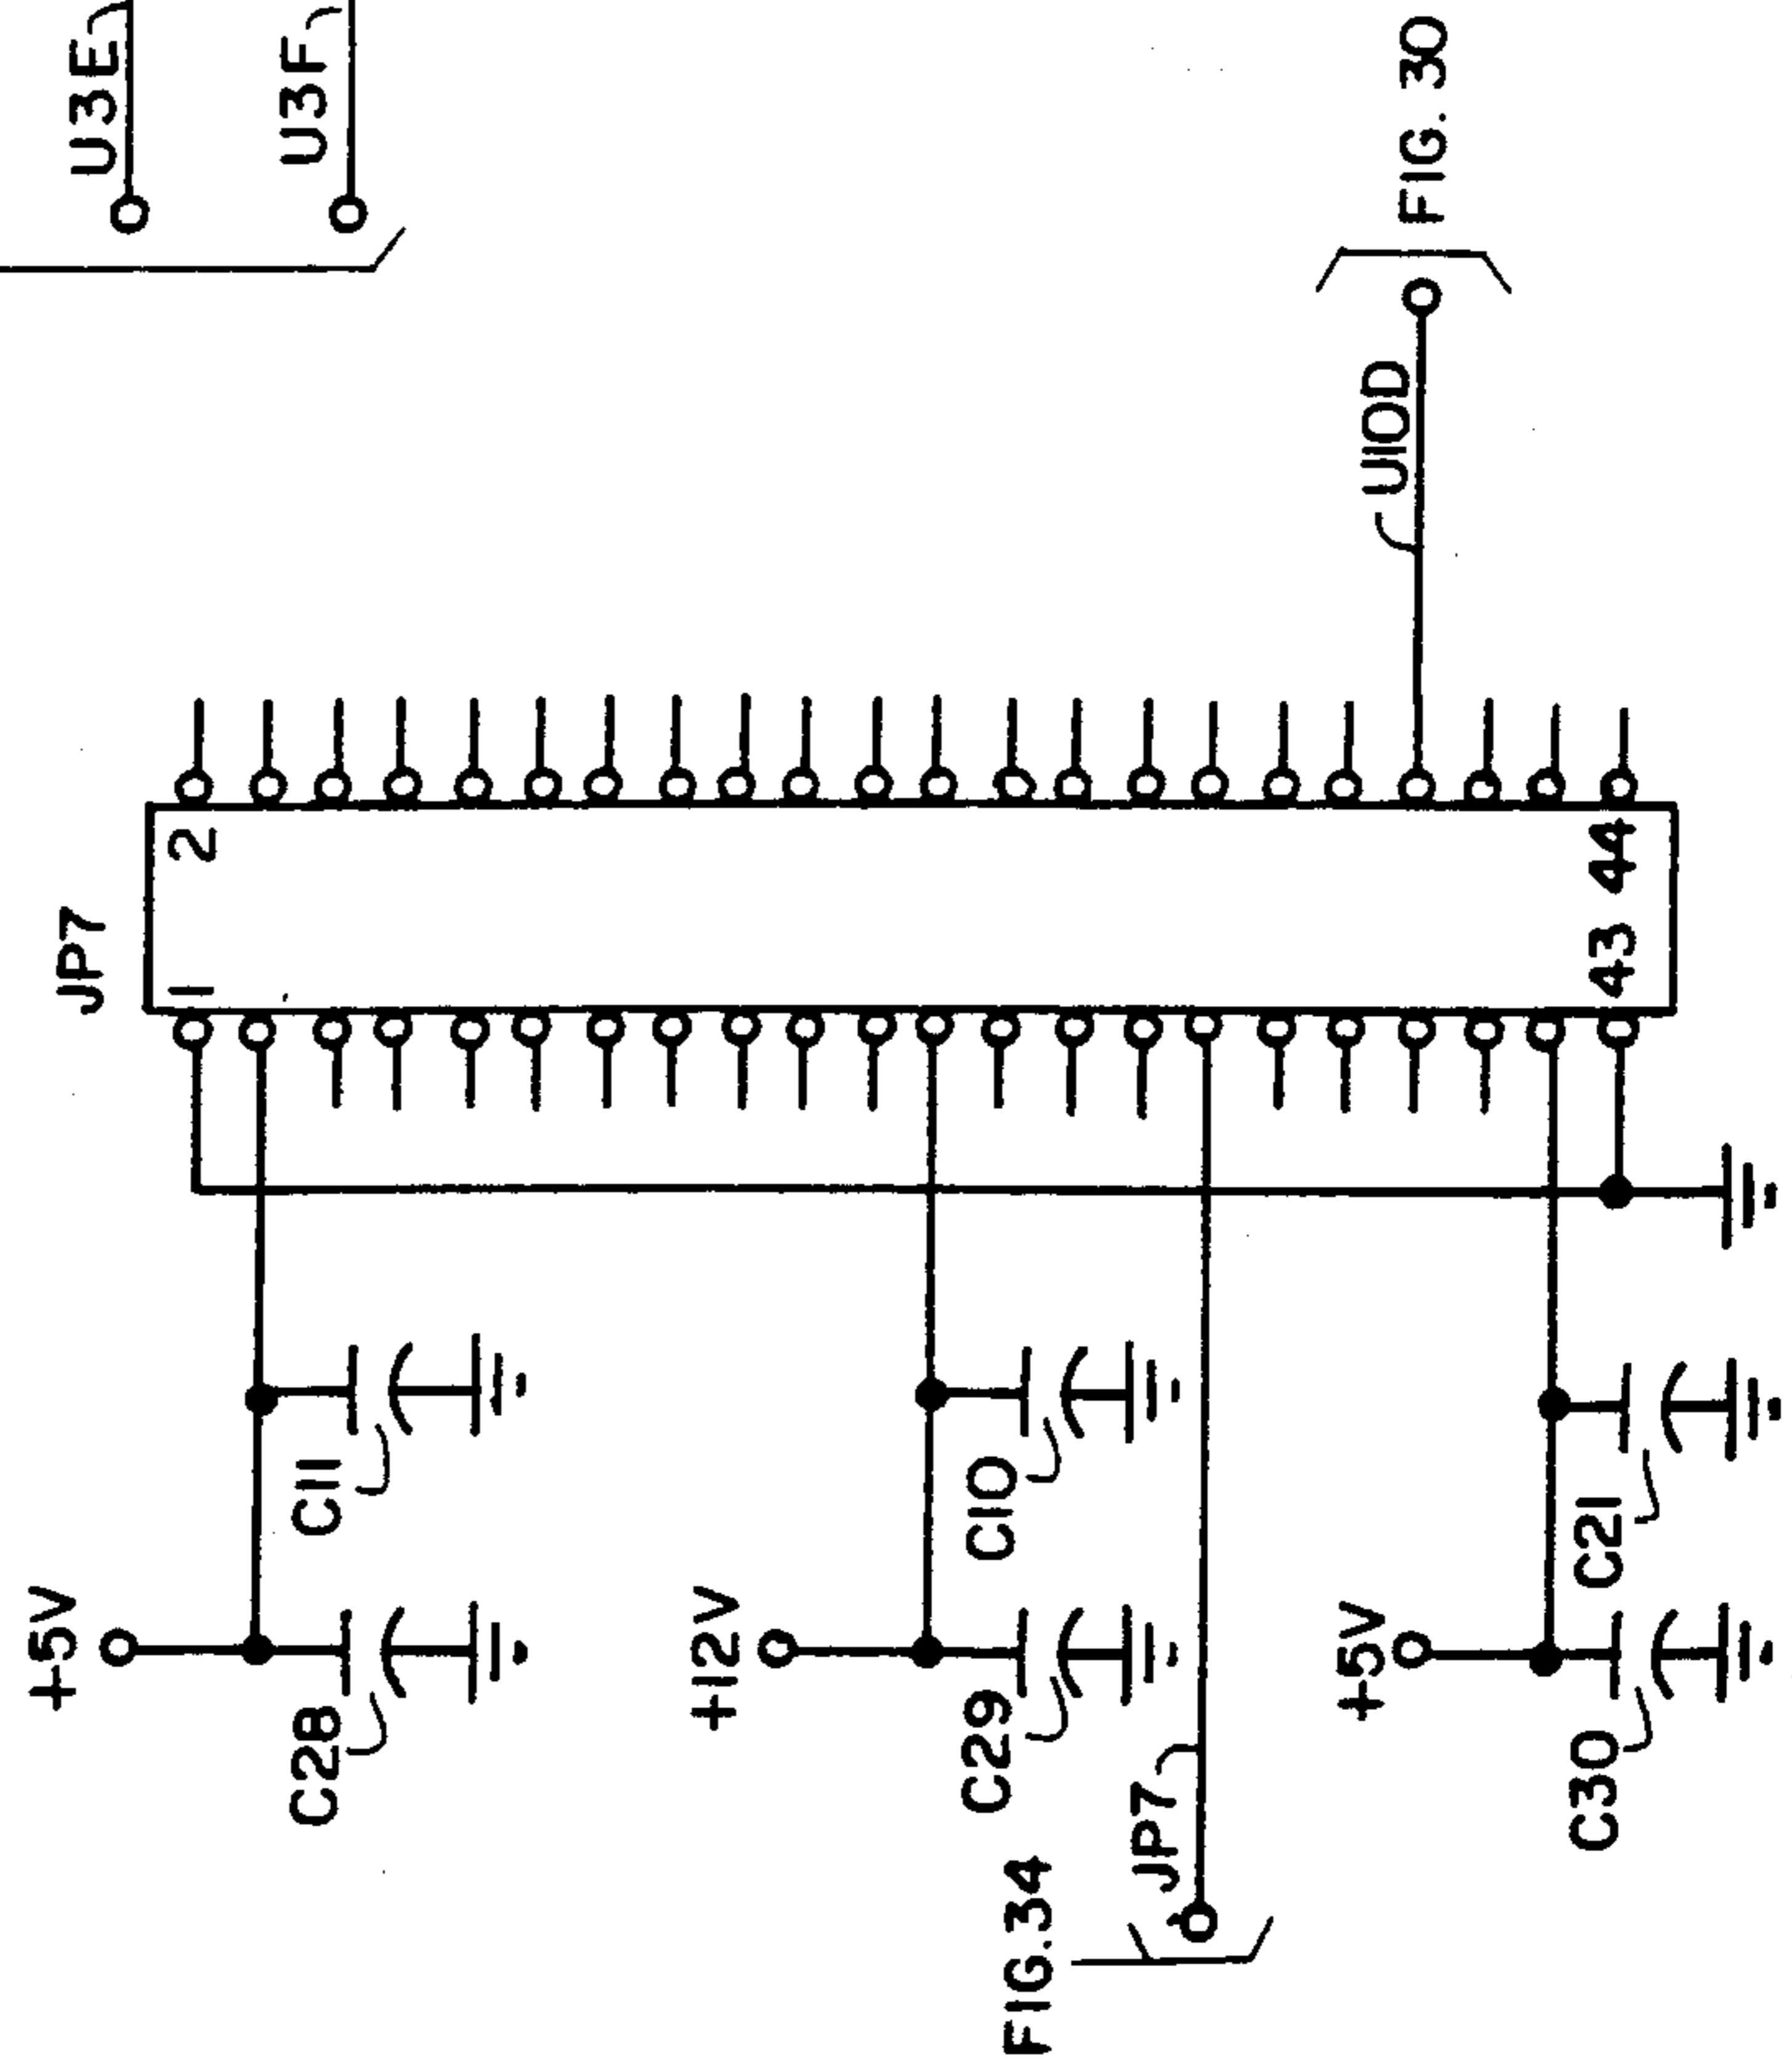 U3E
U3F
FIG. 30
U10D
JP7
1
2
43
44
+5V
C11
C28
+12V
C10
C29
FIG.34
JP7
+5V
C21
C30